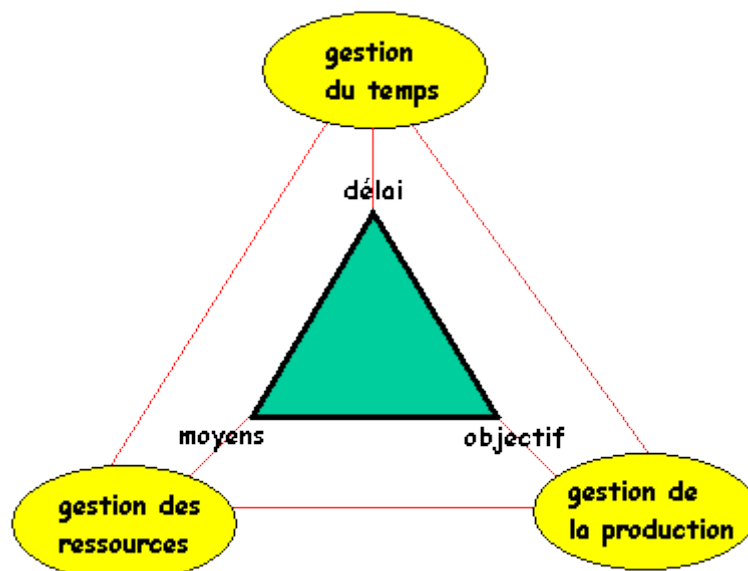 gestion
du temps
délai
moyens
objectif
gestion des
ressources
gestion de
la production